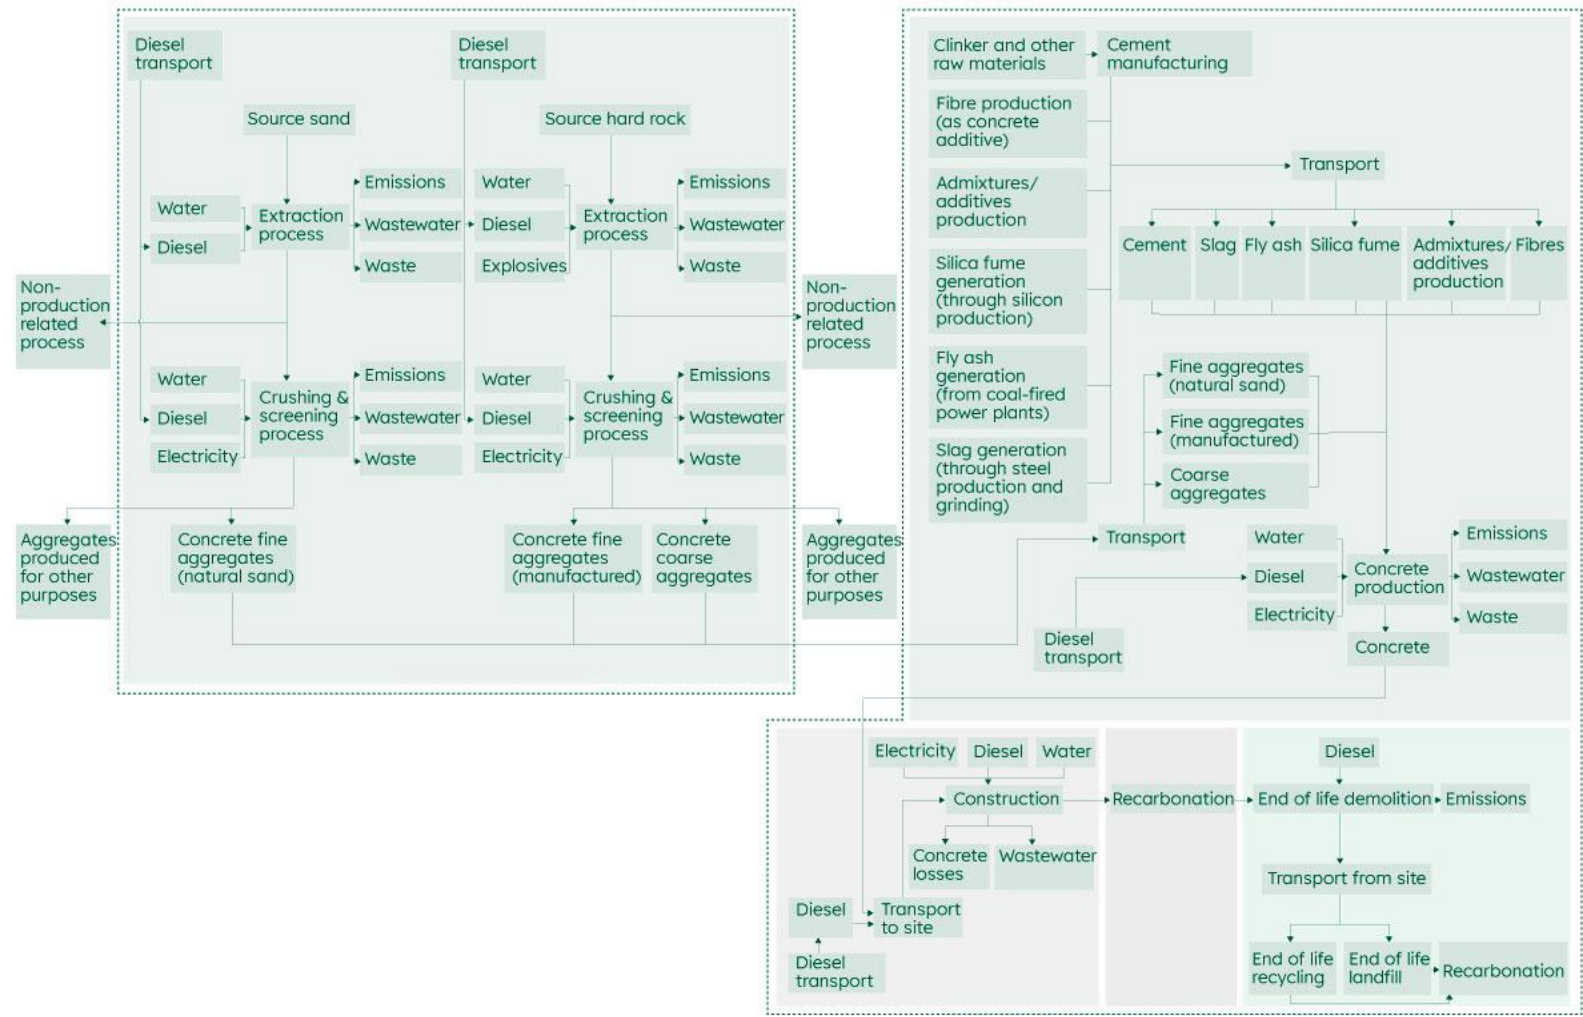 Diesel
transport
Diesel
transport
Source sand
Source hard rock
Water
Diesel
Extraction
process
Emissions
Wastewater
Waste
Water
Diesel
Explosives
Extraction
process
Emissions
Wastewater
Waste
Non-
production
related
process
Non-
production
related
process
Water
Diesel
Electricity
Crushing &
screening
process
Emissions
Wastewater
Waste
Water
Diesel
Electricity
Crushing &
screening
process
Emissions
Wastewater
Waste
Aggregates
produced
for other
purposes
Concrete fine
aggregates
(natural sand)
Concrete fine
aggregates
(manufactured)
Concrete
coarse
aggregates
Aggregates
produced
for other
purposes
Clinker and other
raw materials
Cement
manufacturing
Fibre production
(as concrete
additive)
Admixtures/
additives
production
Silica fume
generation
(through silicon
production)
Fly ash
generation
(from coal-fired
power plants)
Slag generation
(through steel
production and
grinding)
Transport
Cement
Slag
Fly ash
Silica fume
Admixtures/
additives
production
Fibres
Fine aggregates
(natural sand)
Fine aggregates
(manufactured)
Coarse
aggregates
Transport
Water
Diesel
Electricity
Concrete
production
Emissions
Wastewater
Waste
Diesel
transport
Concrete
Electricity
Diesel
Water
Construction
Concrete
losses
Wastewater
Diesel
Transport
to site
Diesel
transport
Recarbonation
Diesel
End of life demolition
Emissions
Transport from site
End of life
recycling
End of life
landfill
Recarbonation